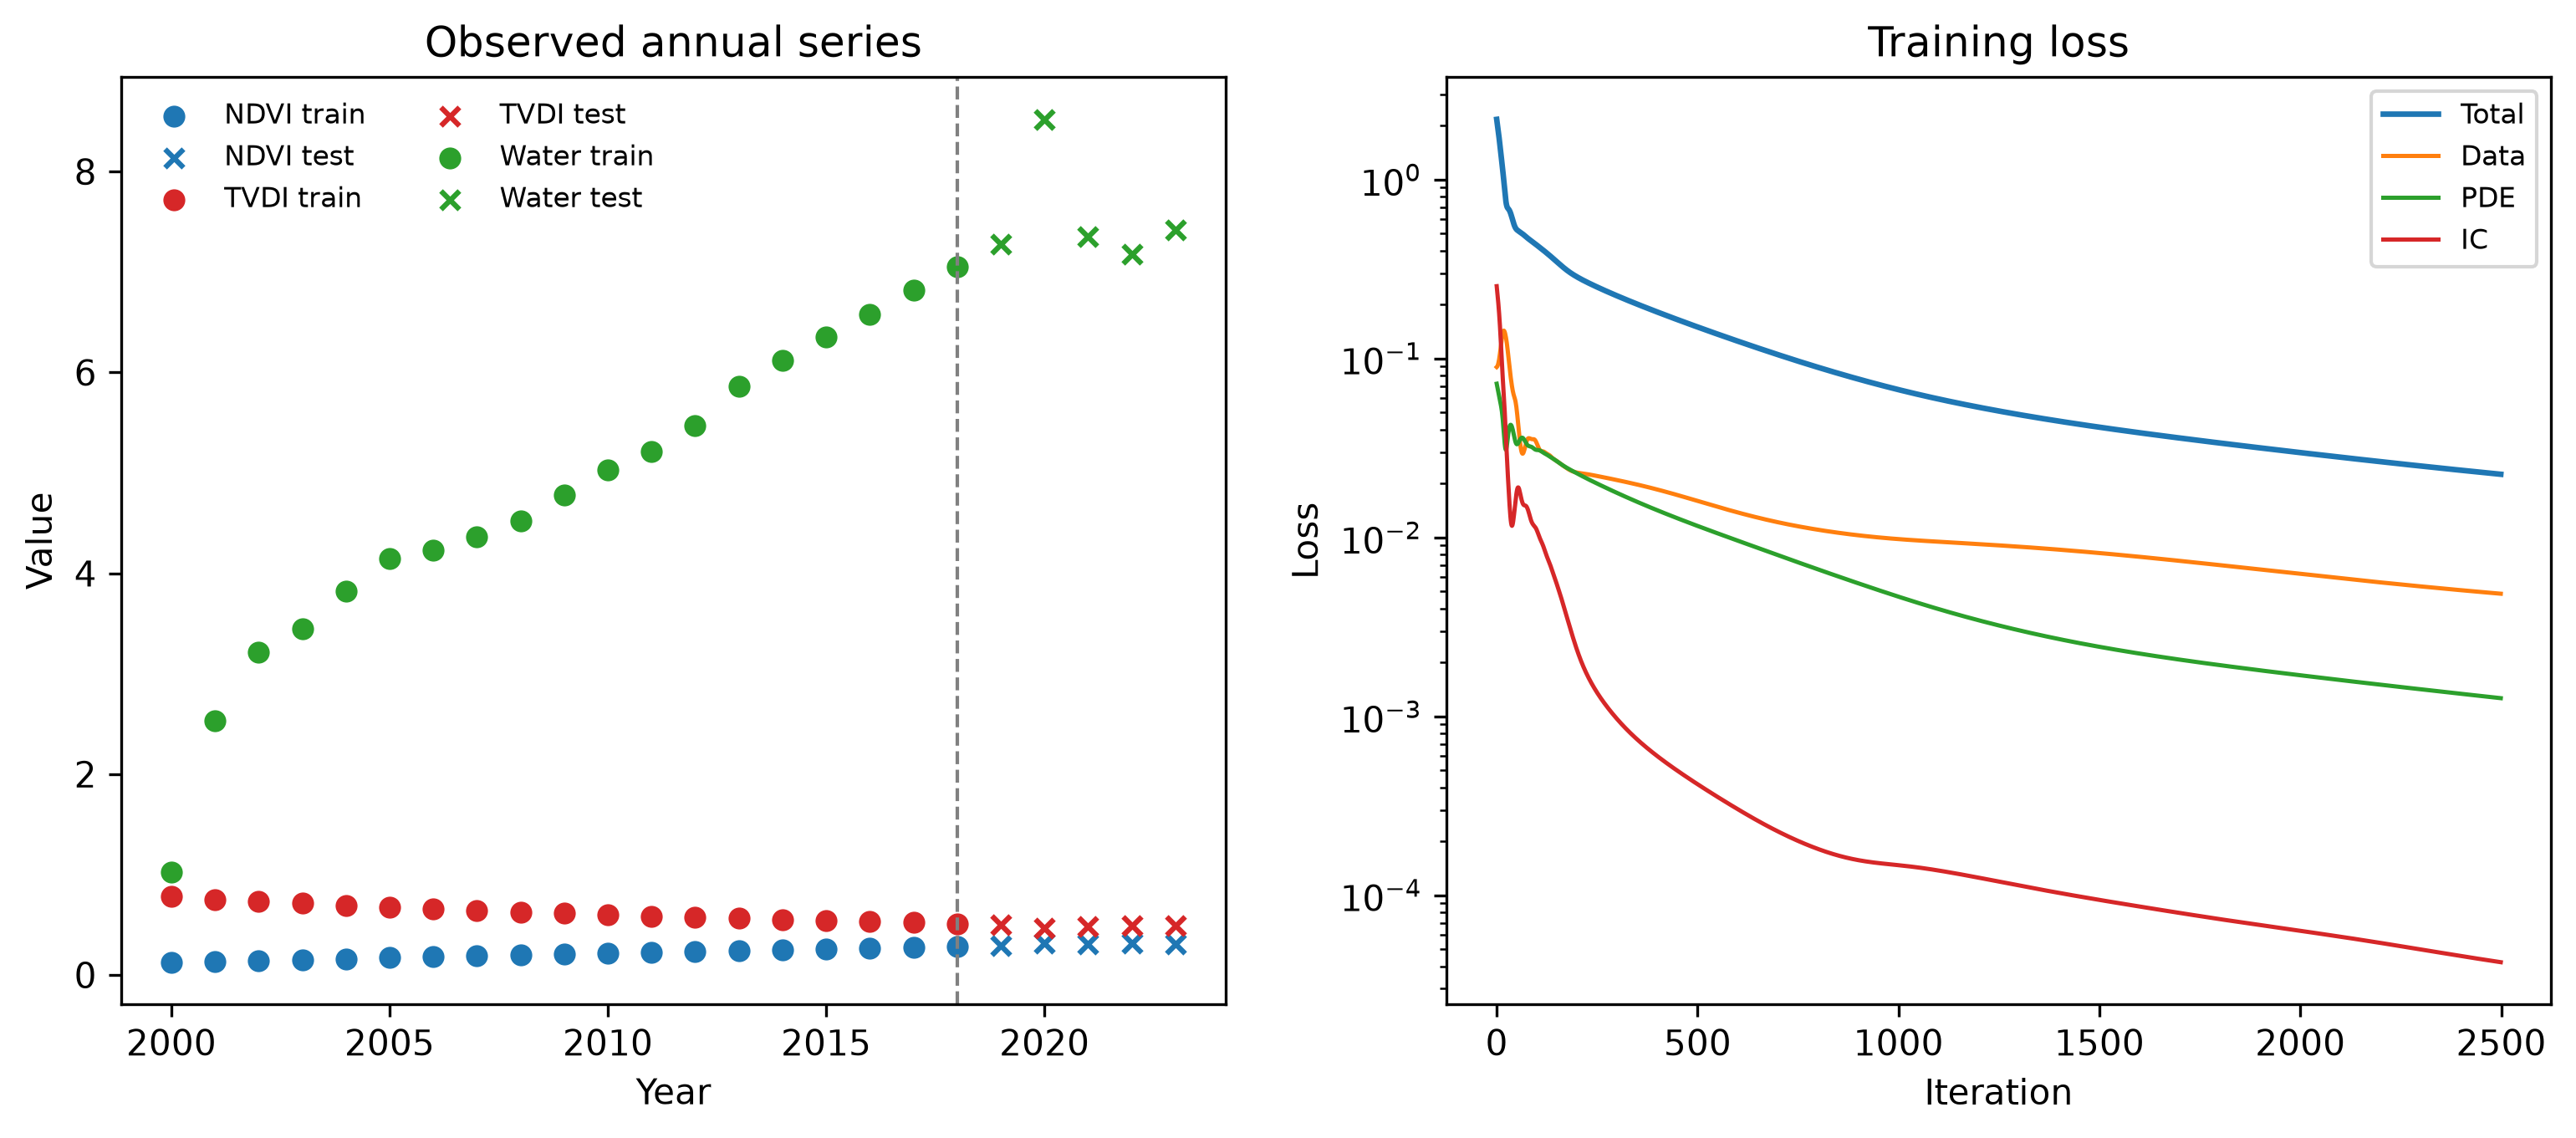 Observed annual series
NDVI train
NDVI test
TVDI train
TVDI test
Water train
Water test
Value
8
6
4
2
0
2000 2005 2010 2015 2020
Year
Training loss
Total
Data
PDE
IC
Loss
10⁰
10⁻¹
10⁻²
10⁻³
10⁻⁴
0 500 1000 1500 2000 2500
Iteration